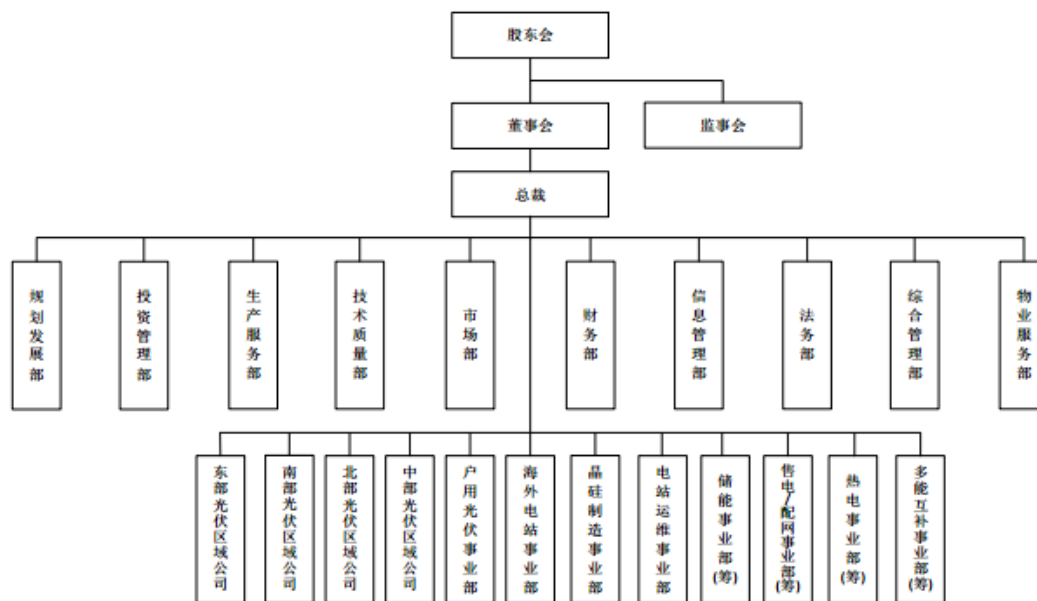 股东会
董事会
监事会
总裁
规划发展部
投资管理部
生产服务部
技术质量部
市场部
财务部
信息管理部
法务部
综合管理部
物业服务部
东部光伏区域公司
南部光伏区域公司
北部光伏区域公司
中部光伏区域公司
户用光伏事业部
海外电站事业部
晶硅制造事业部
电站运维事业部
储能事业部(筹)
售电/配网事业部(筹)
热电事业部(筹)
多能互补事业部(筹)